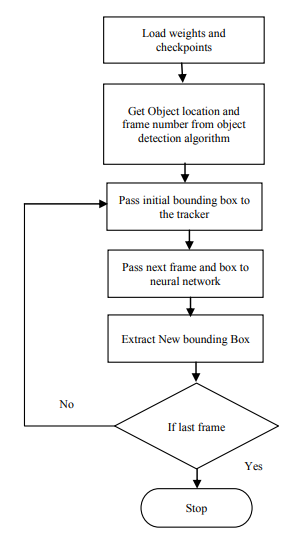 Load weights and
checkpoints
Get Object location and
frame number from object
detection algorithm
Pass initial bounding box to
the tracker
Pass next frame and box to
neural network
Extract New bounding Box
No
If last frame
Yes
Stop